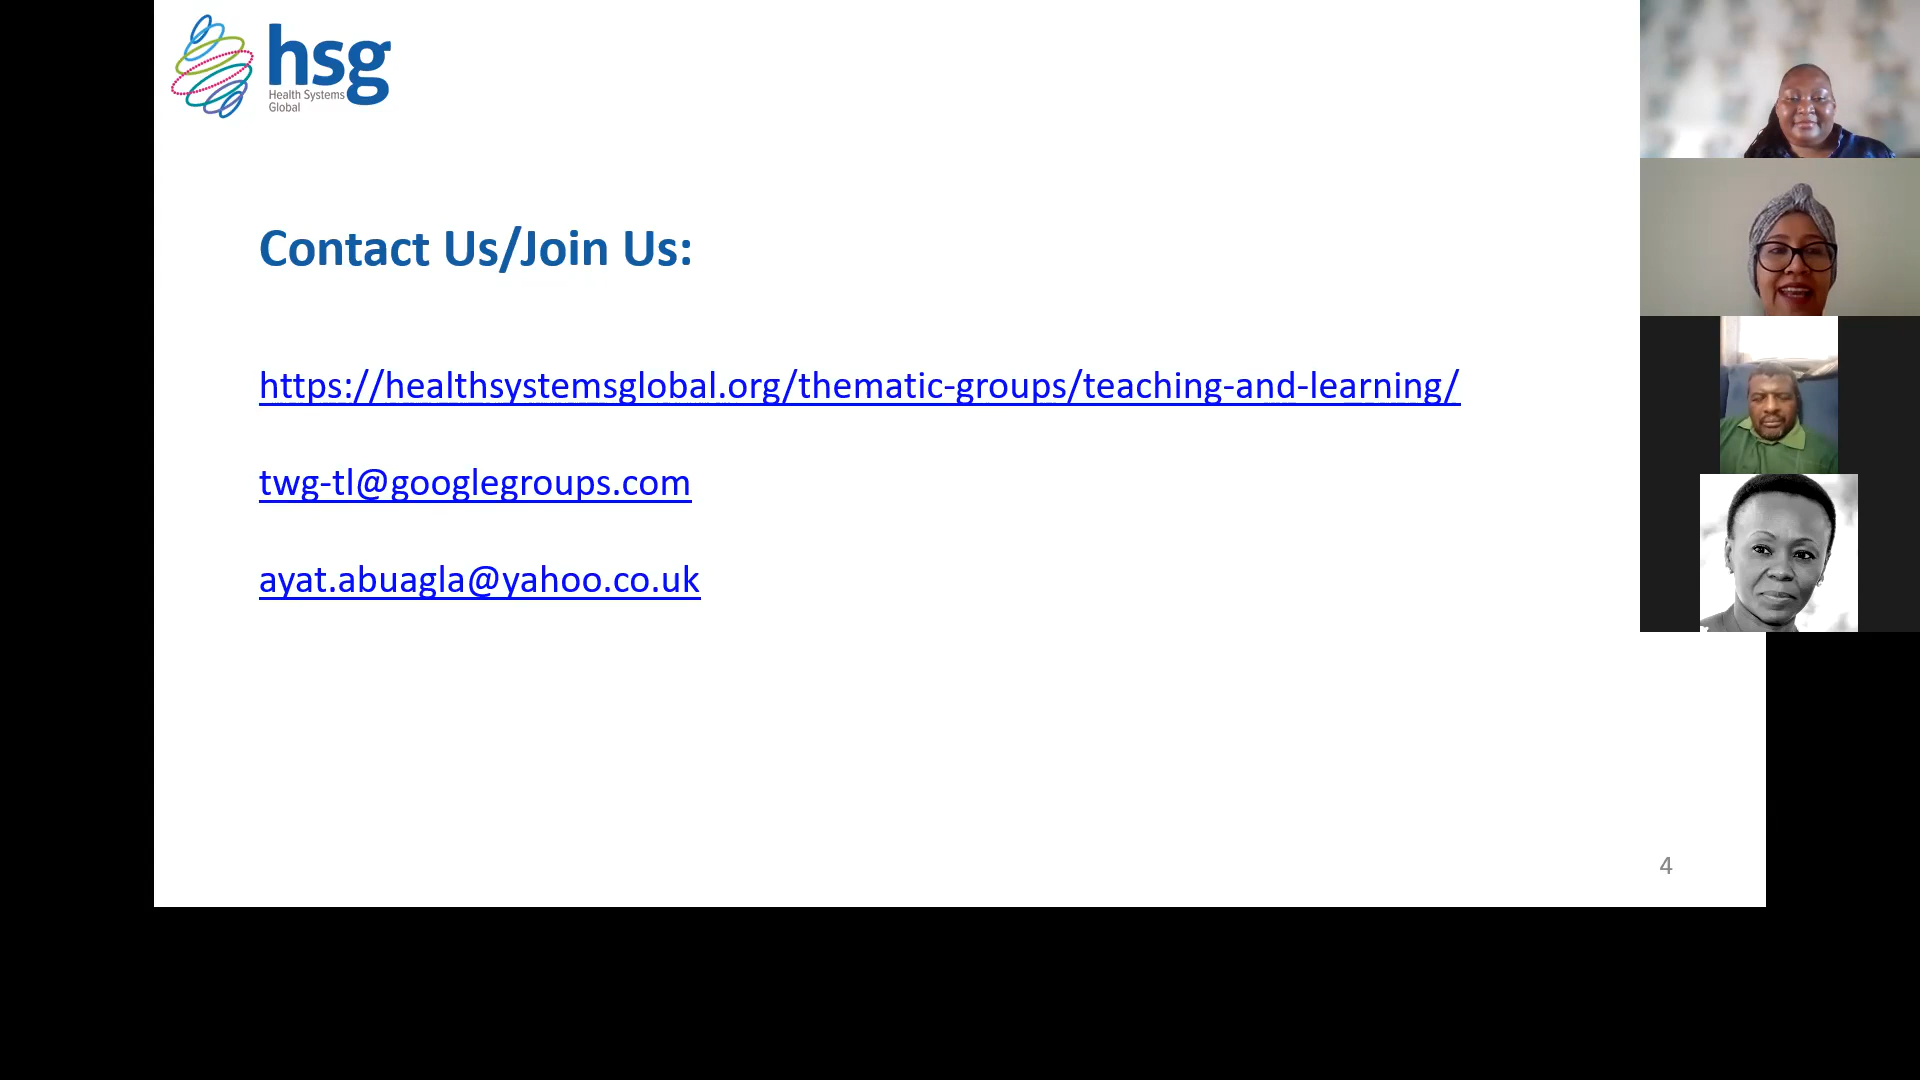 hsg
Health Systems
Global
Contact Us/Join Us:
https://healthsystemsglobal.org/thematic-groups/teaching-and-learning/
twg-tl@googlegroups.com
ayat.abuagla@yahoo.co.uk
4